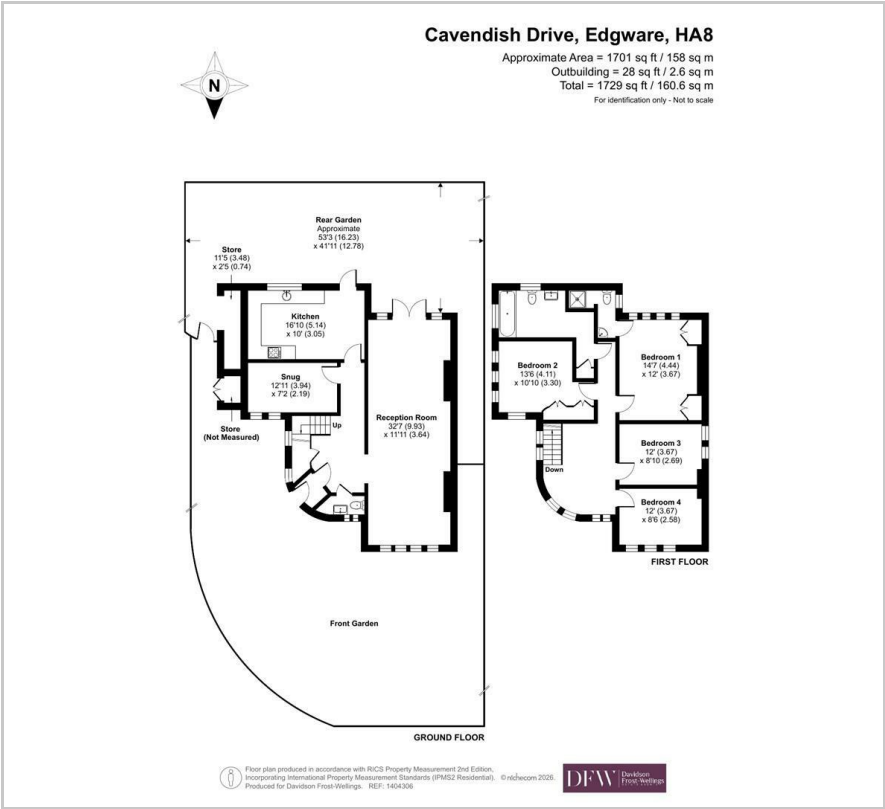 Cavendish Drive, Edgware, HA8
Approximate Area = 1701 sq ft / 158 sq m
Outbuilding = 28 sq ft / 2.6 sq m
Total = 1729 sq ft / 160.6 sq m
For identification only - Not to scale
N
Rear Garden
Approximate
53'3 (16.23)
x 41'11 (12.78)
Store
11'5 (3.48)
x 2'5 (0.74)
Kitchen
16'10 (5.14)
x 10' (3.05)
Snug
12'11 (3.94)
x 7'2 (2.19)
Store
(Not Measured)
Up
Reception Room
32'7 (9.93)
x 11'11 (3.64)
Front Garden
GROUND FLOOR
Bedroom 1
14'7 (4.44)
x 12' (3.67)
Bedroom 2
13'6 (4.11)
x 10'10 (3.30)
Bedroom 3
12' (3.67)
x 8'10 (2.69)
Down
Bedroom 4
12' (3.67)
x 8'6 (2.58)
FIRST FLOOR
Floor plan produced in accordance with RICS Property Measurement 2nd Edition,
Incorporating International Property Measurement Standards (IPMS2 Residential). © nichecom 2026.
Produced for Davidson Frost-Wellings. REF: 1404306
DFW
Davidson
Frost-Wellings